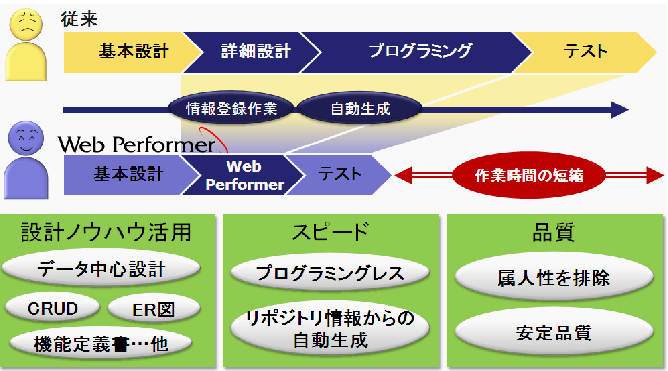 従来
基本設計
詳細設計
プログラミング
テスト
情報登録作業
自動生成
Web Performer
基本設計
Web
Performer
テスト
作業時間の短縮
設計ノウハウ活用
データ中心設計
CRUD
ER図
機能定義書…他
スピード
プログラミングレス
リポジトリ情報からの
自動生成
品質
属人性を排除
安定品質